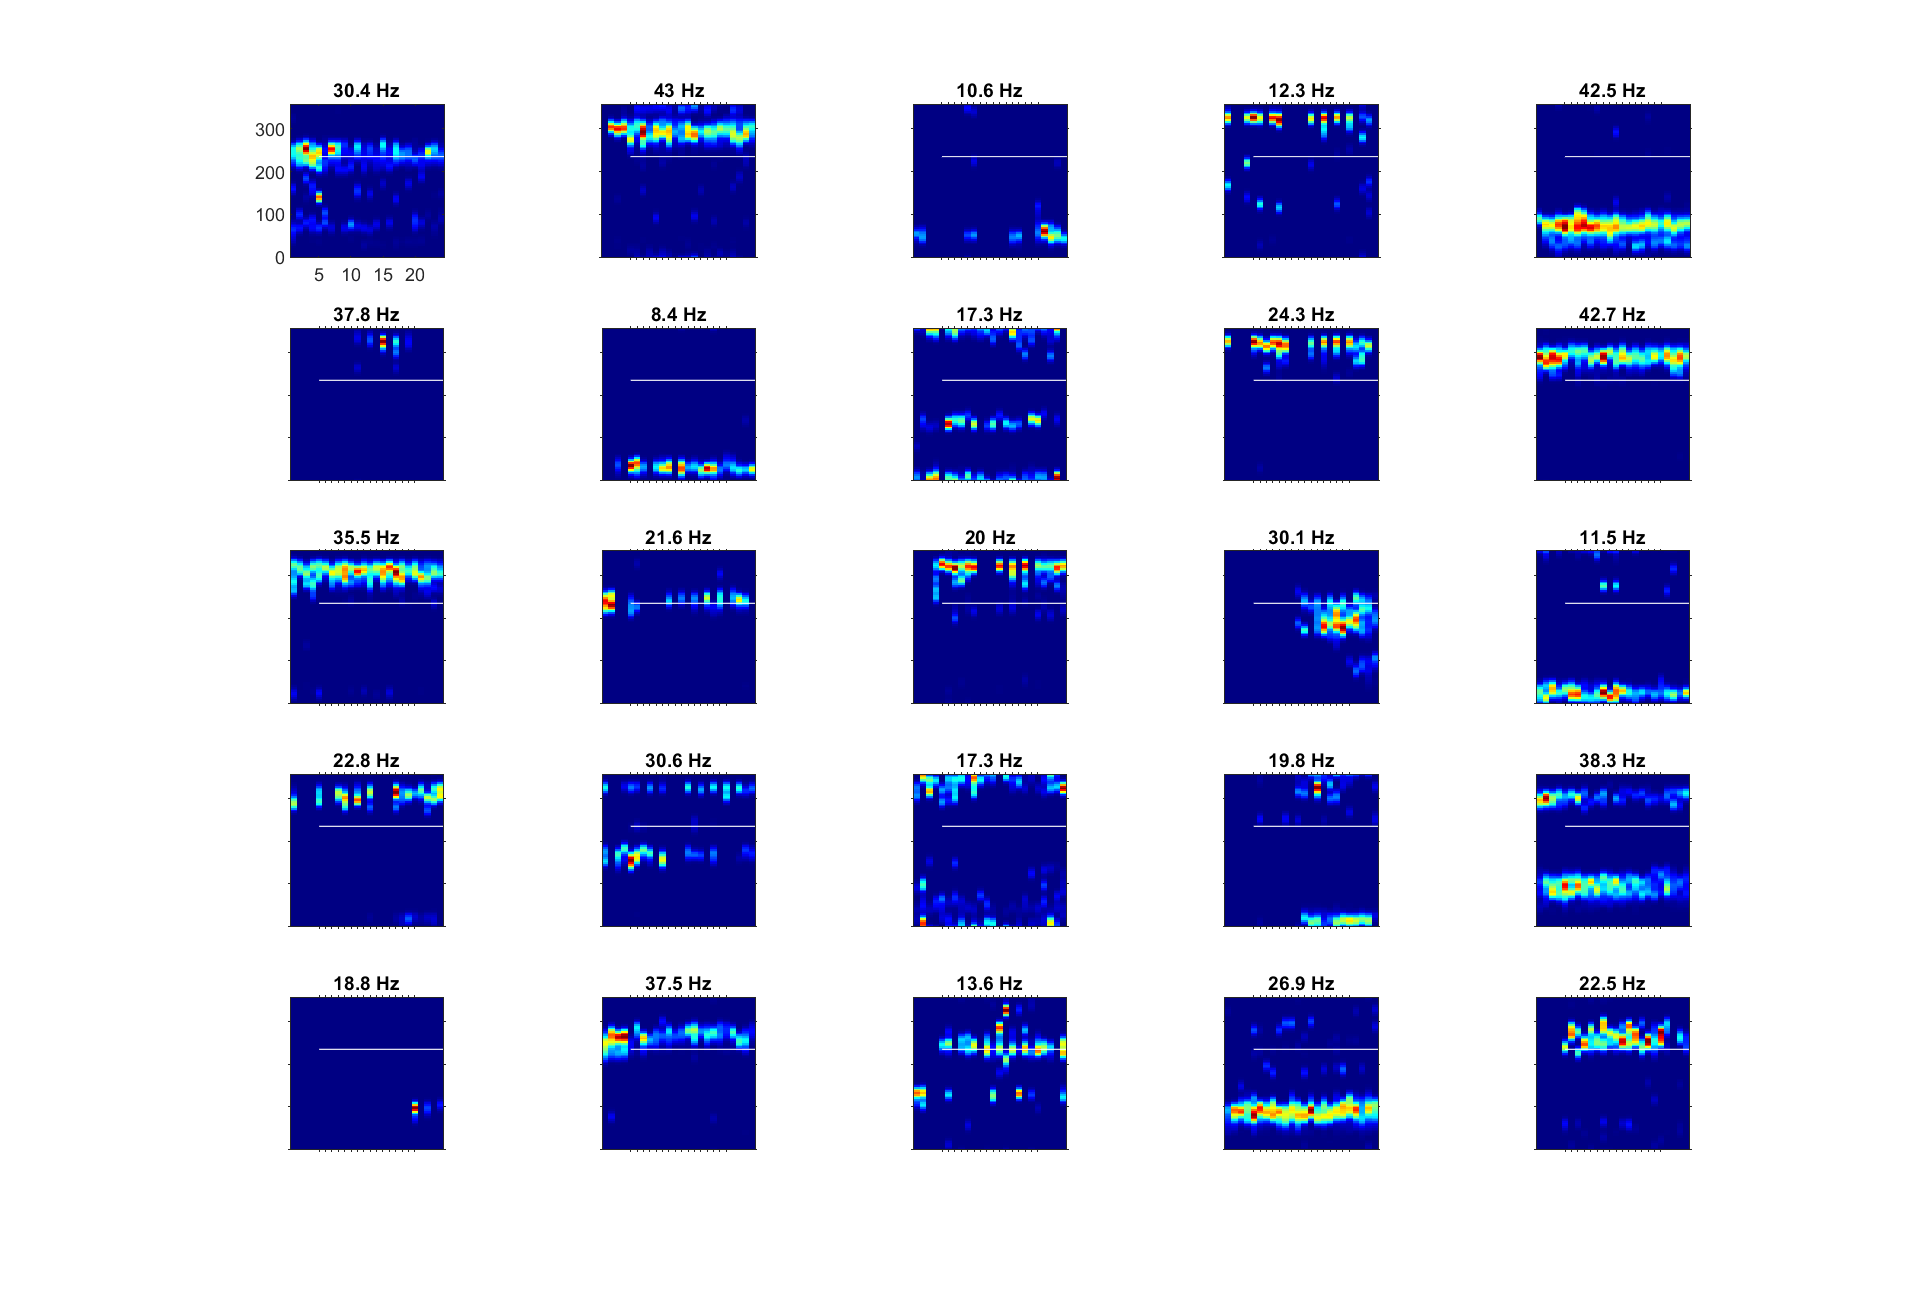 30.4 Hz 43 Hz 10.6 Hz 12.3 Hz 42.5 Hz
300
200
100
0
5 10 15 20
37.8 Hz 8.4 Hz 17.3 Hz 24.3 Hz 42.7 Hz
35.5 Hz 21.6 Hz 20 Hz 30.1 Hz 11.5 Hz
22.8 Hz 30.6 Hz 17.3 Hz 19.8 Hz 38.3 Hz
18.8 Hz 37.5 Hz 13.6 Hz 26.9 Hz 22.5 Hz